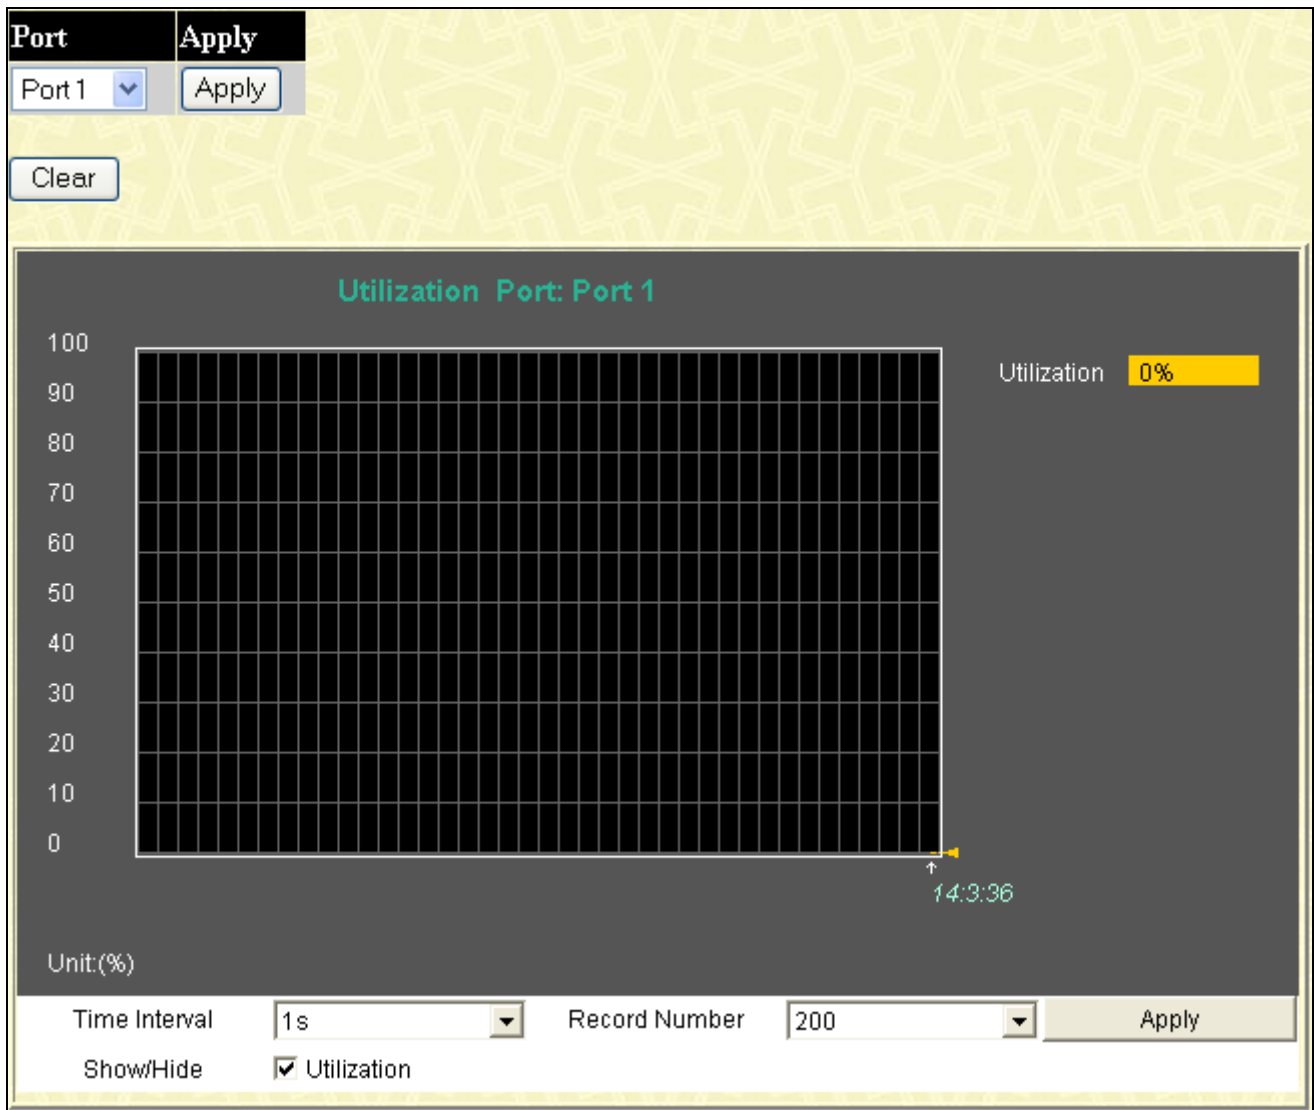 Port Apply
Port 1 Apply
Clear
Utilization Port: Port 1
100
90
80
70
60
50
40
30
20
10
0
Utilization 0%
14:3:36
Unit:(%)
Time Interval 1s Record Number 200 Apply
Show/Hide Utilization